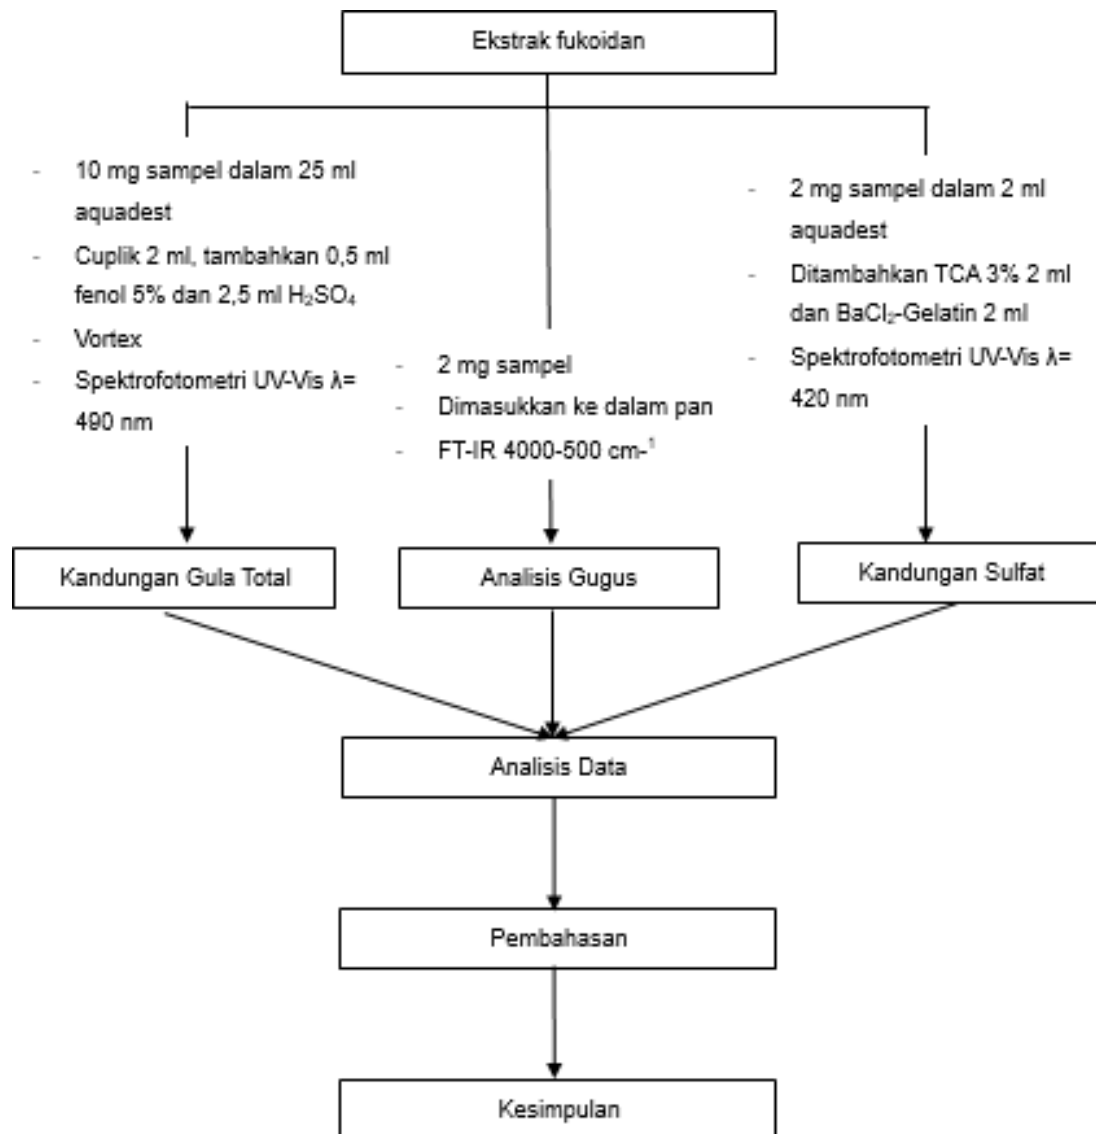 Ekstrak fukoidan
- 10 mg sampel dalam 25 ml
aquadest
- Cuplik 2 ml, tambahkan 0,5 ml
fenol 5% dan 2,5 ml H₂SO₄
- Vortex
- Spektrofotometri UV-Vis λ=
490 nm
- 2 mg sampel
- Dimasukkan ke dalam pan
- FT-IR 4000-500 cm-¹
- 2 mg sampel dalam 2 ml
aquadest
- Ditambahkan TCA 3% 2 ml
dan BaCl₂-Gelatin 2 ml
- Spektrofotometri UV-Vis λ=
420 nm
Kandungan Gula Total
Analisis Gugus
Kandungan Sulfat
Analisis Data
Pembahasan
Kesimpulan